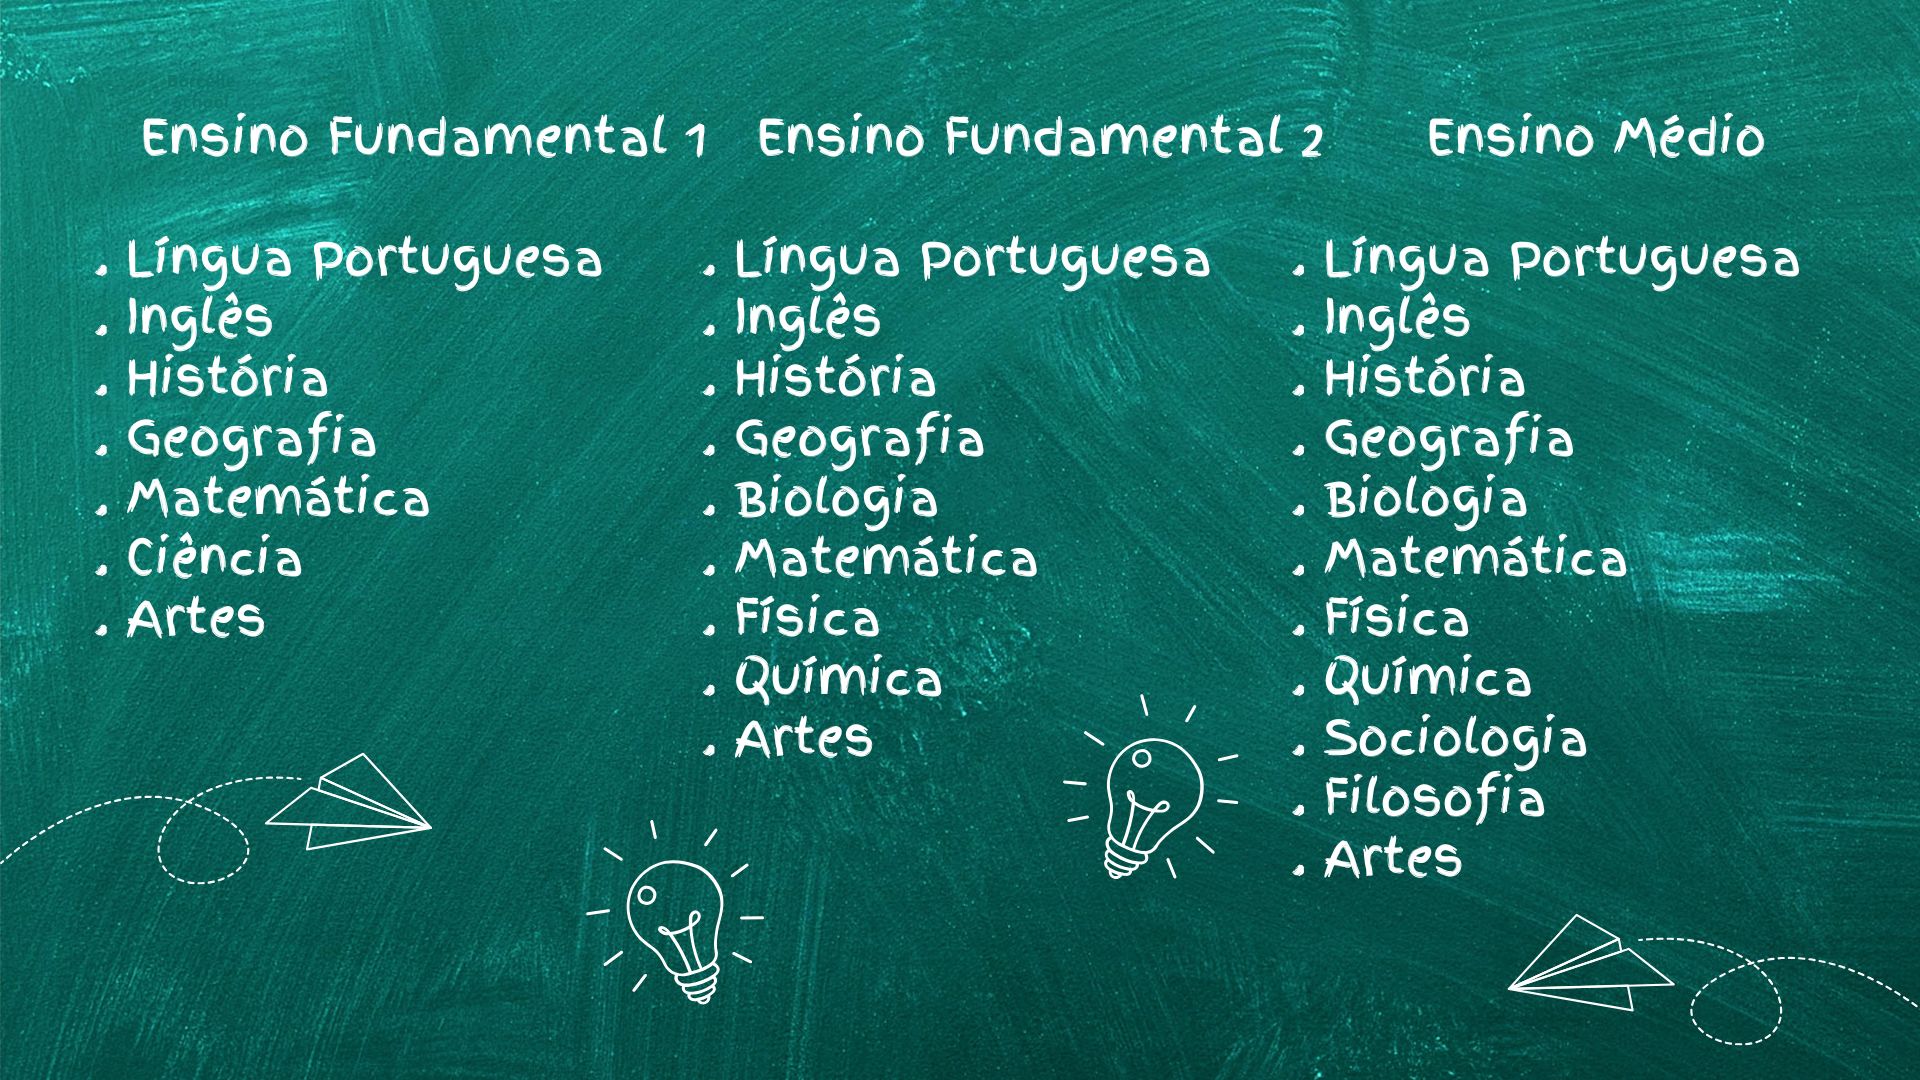 Ensino Fundamental 1
. Língua Portuguesa
. Inglês
. História
. Geografia
. Matemática
. Ciência
. Artes
Ensino Fundamental 2
. Língua Portuguesa
. Inglês
. História
. Geografia
. Biologia
. Matemática
. Física
. Química
. Artes
Ensino Médio
. Língua Portuguesa
. Inglês
. História
. Geografia
. Biologia
. Matemática
. Física
. Química
. Sociologia
. Filosofia
. Artes